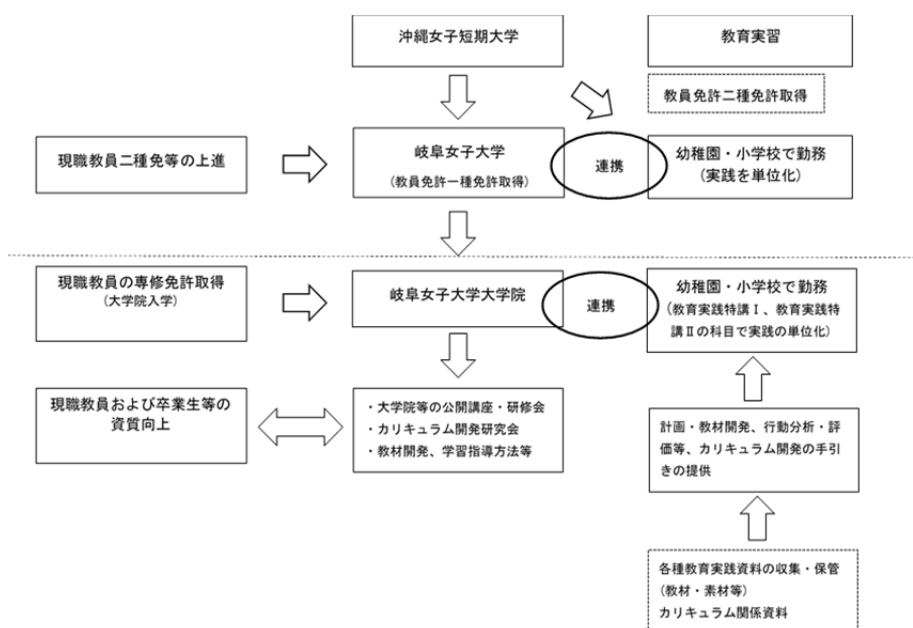 沖縄女子短期大学
教育実習
教員免許二種免許取得
現職教員二種免等の上進
岐阜女子大学
(教員免許一種免許取得)
連携
幼稚園・小学校で勤務
(実践を単位化)
現職教員の専修免許取得
(大学院入学)
岐阜女子大学大学院
連携
幼稚園・小学校で勤務
(教育実践特講Ⅰ、教育実践特
講Ⅱの科目で実践の単位化)
現職教員および卒業生等の
資質向上
・大学院等の公開講座・研修会
・カリキュラム開発研究会
・教材開発、学習指導方法等
計画・教材開発、行動分析・評
価等、カリキュラム開発の手引
きの提供
各種教育実践資料の収集・保管
(教材・素材等)
カリキュラム関係資料